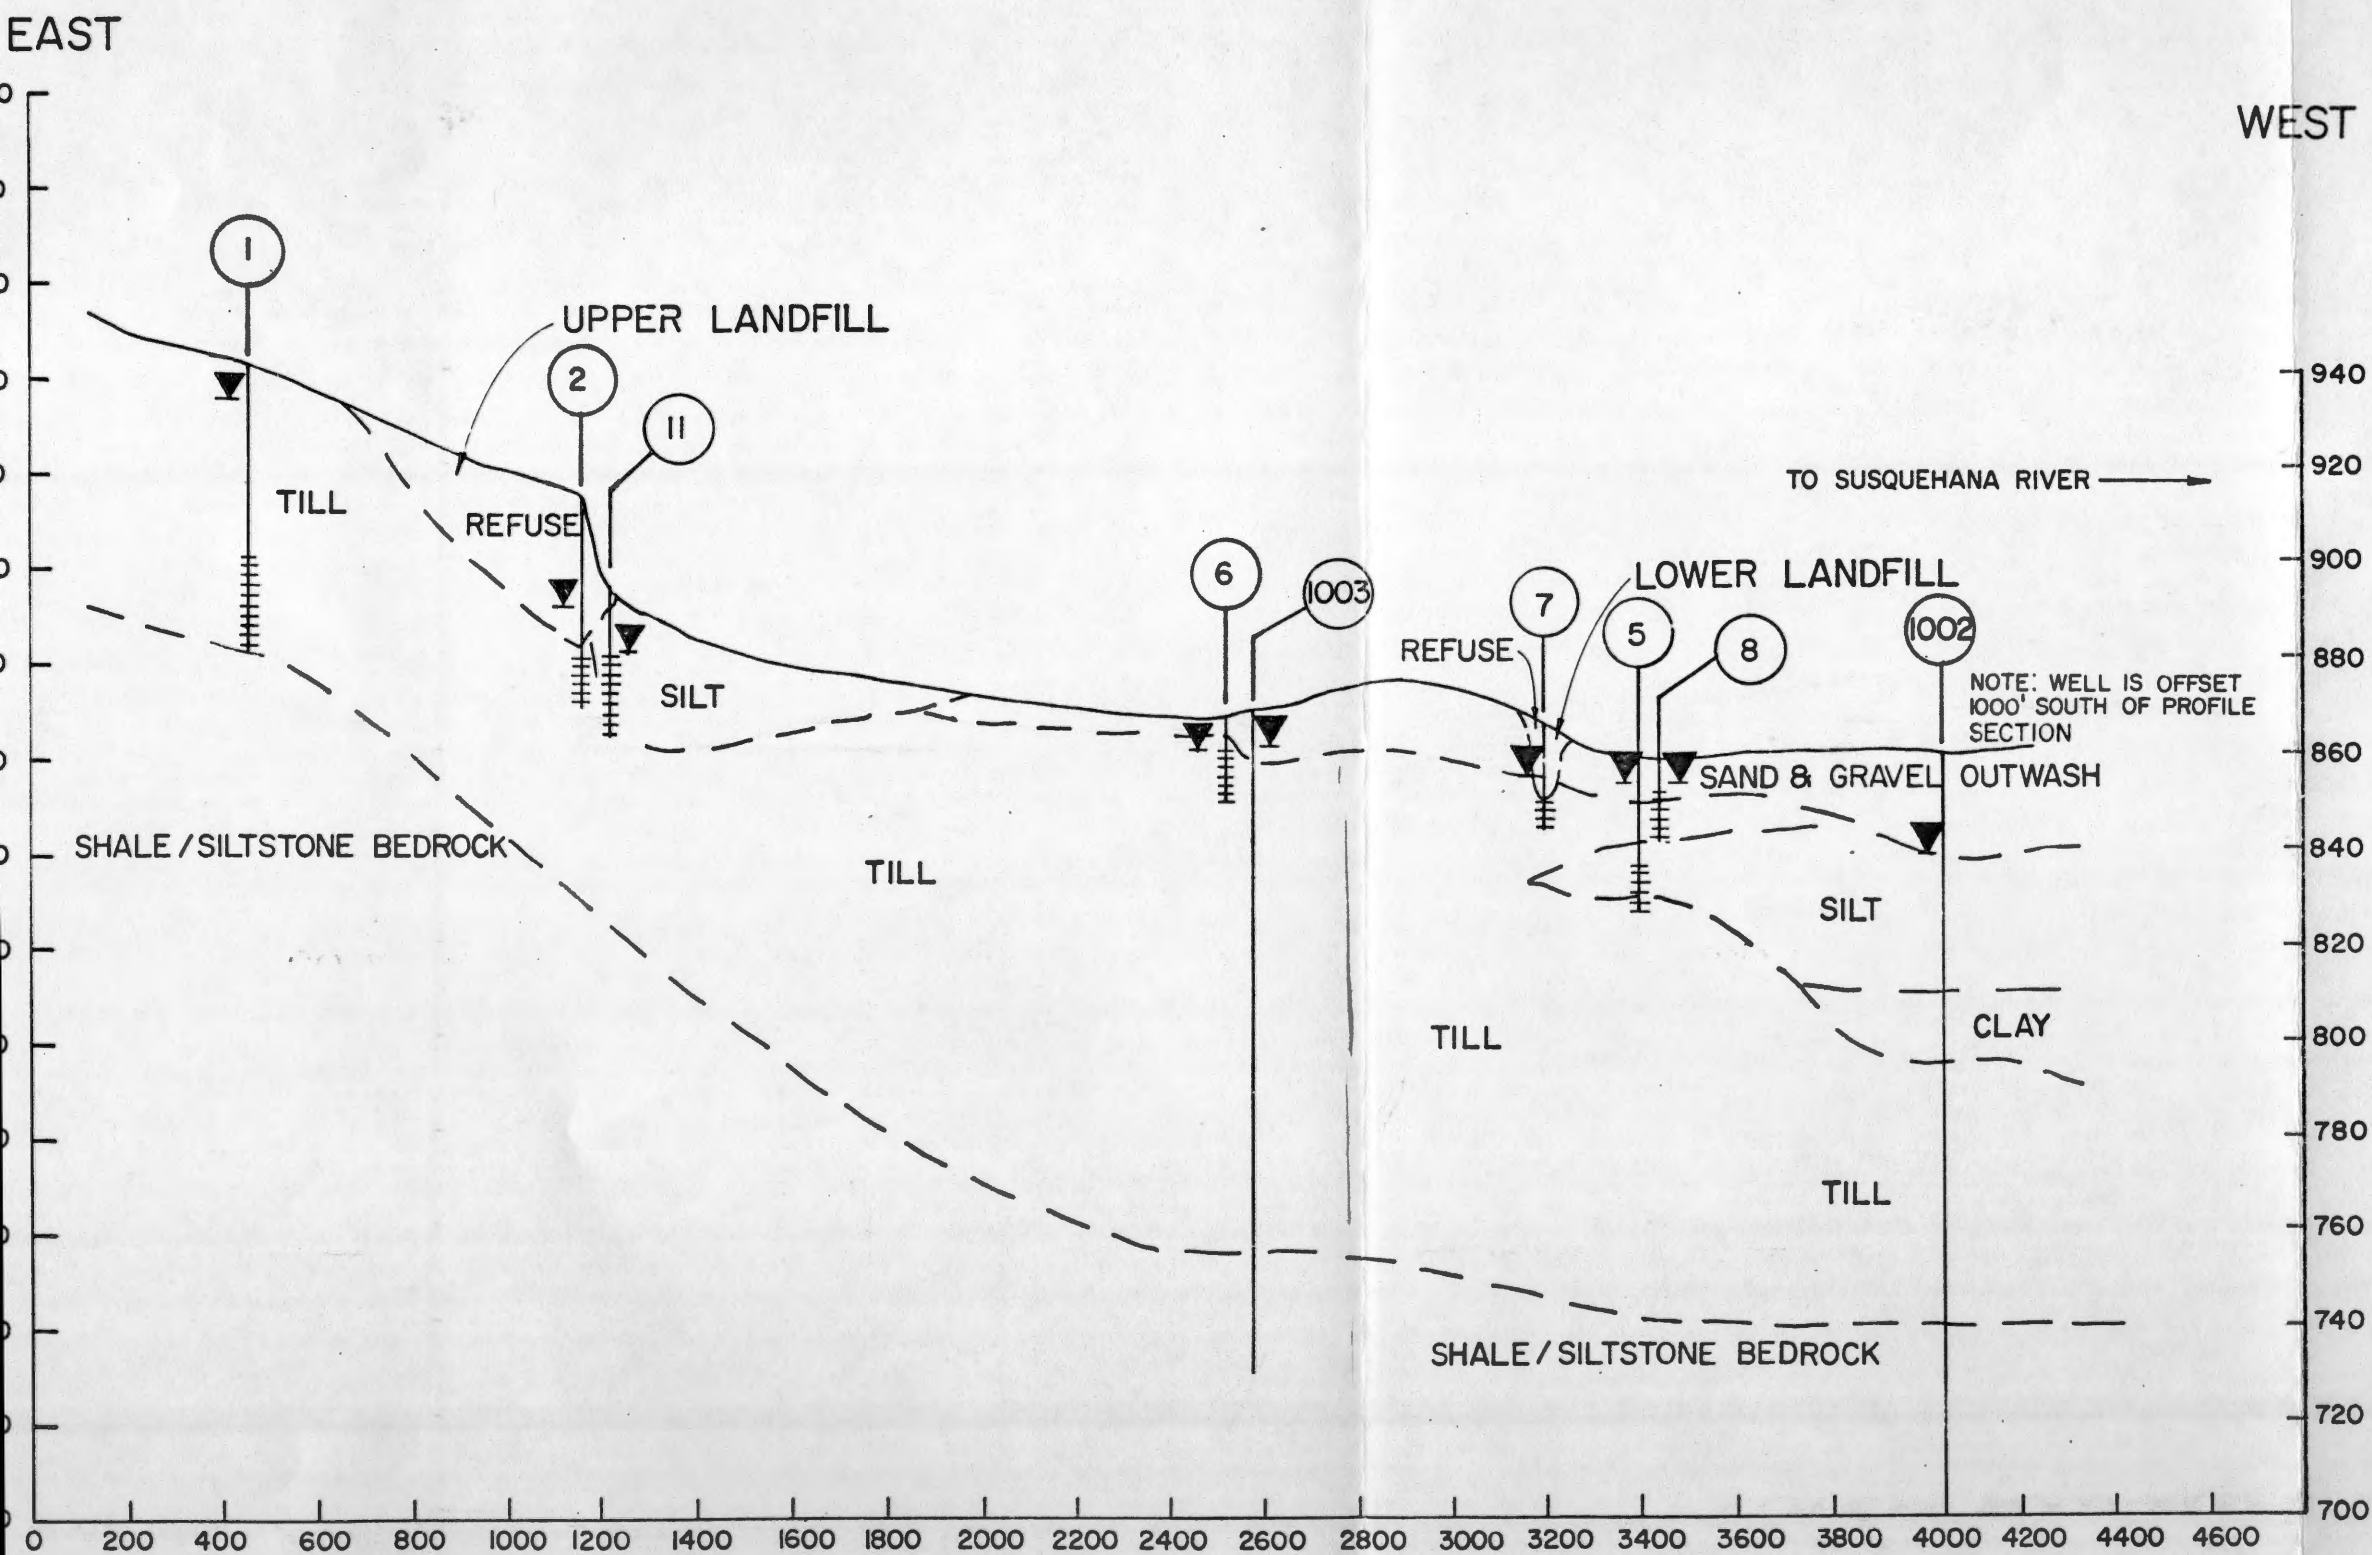 EAST
WEST
1
UPPER LANDFILL
2
11
940
TILL
REFUSE
920
TO SUSQUEHANA RIVER
900
6
1003
7
LOWER LANDFILL
5
8
1002
REFUSE
880
SILT
NOTE: WELL IS OFFSET
1000' SOUTH OF PROFILE
SECTION
860
SAND & GRAVEL OUTWASH
SHALE/SILTSTONE BEDROCK
840
TILL
SILT
820
TILL
CLAY
800
780
TILL
760
740
SHALE/SILTSTONE BEDROCK
720
700
0 200 400 600 800 1000 1200 1400 1600 1800 2000 2200 2400 2600 2800 3000 3200 3400 3600 3800 4000 4200 4400 4600